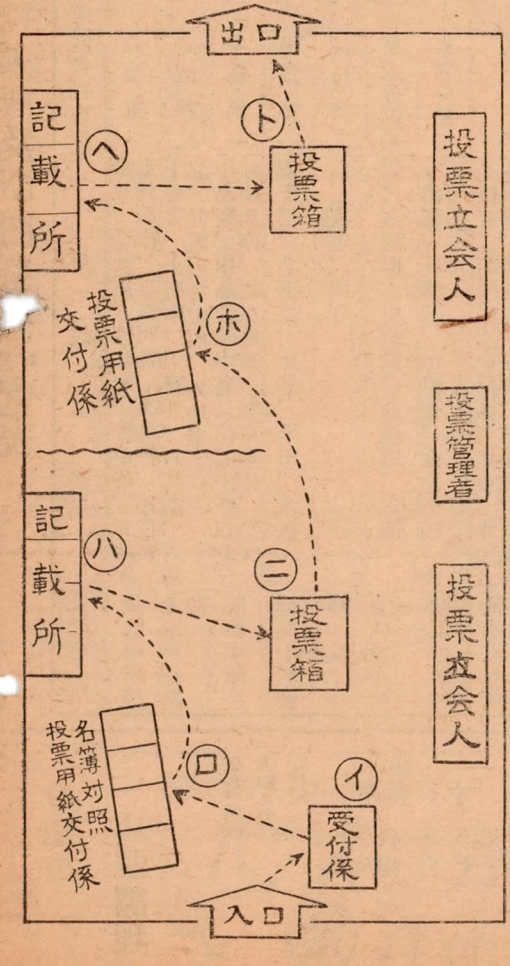 出口
ト
記載所
ヘ
投票箱
投票立会人
投票用紙
交付係
ホ
投票管理者
記載所
ハ
ニ
投票箱
投票立会人
名簿対照
投票用紙交付係
ロ
イ
受付係
入口